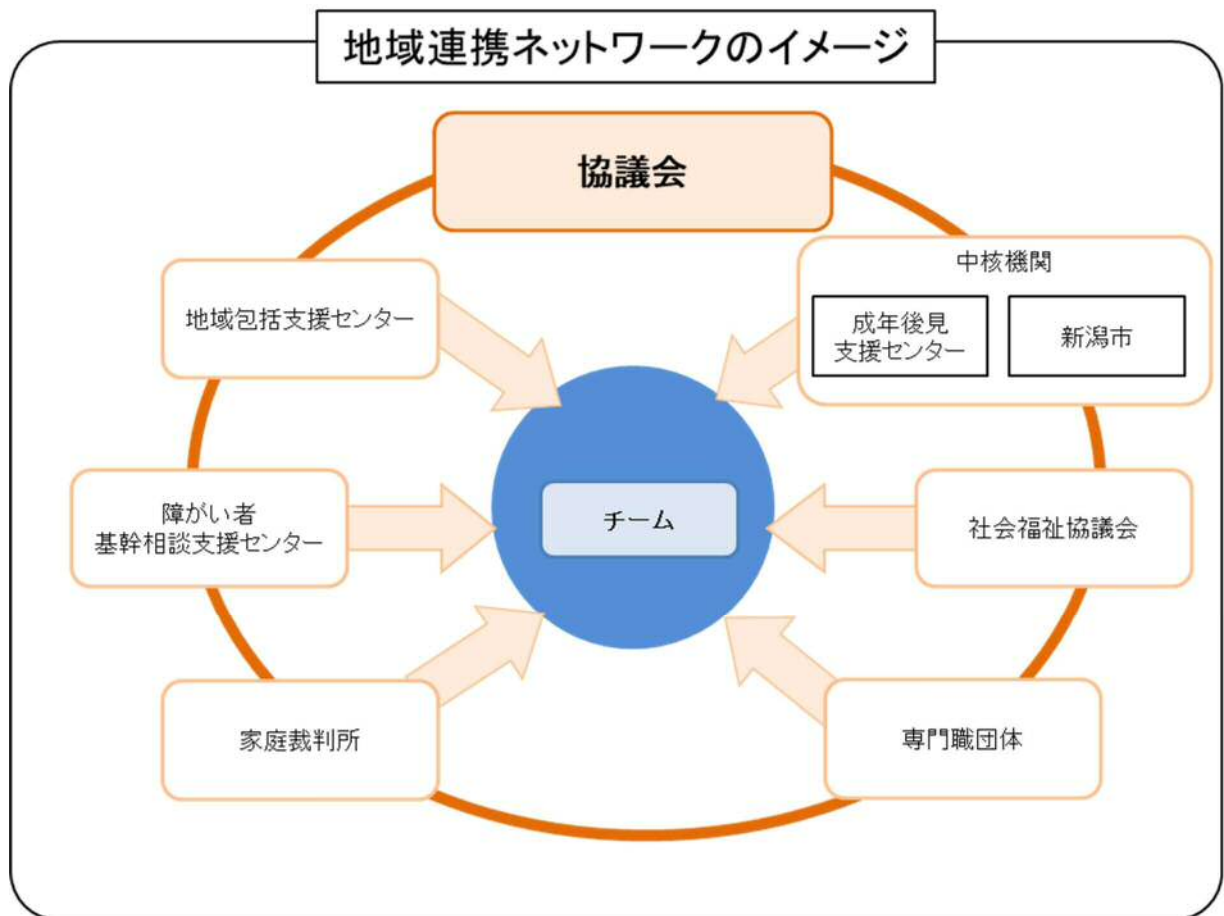 地域連携ネットワークのイメージ
協議会
中核機関
成年後見
支援センター
新潟市
地域包括支援センター
障がい者
基幹相談支援センター
チーム
社会福祉協議会
家庭裁判所
専門職団体